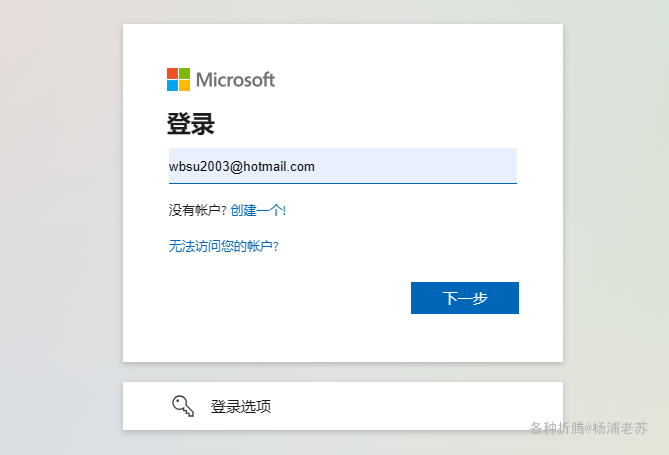 Microsoft
登录
wbsu2003@hotmail.com
没有帐户? 创建一个!
无法访问您的帐户?
下一步
登录选项
各种折腾@杨浦老苏